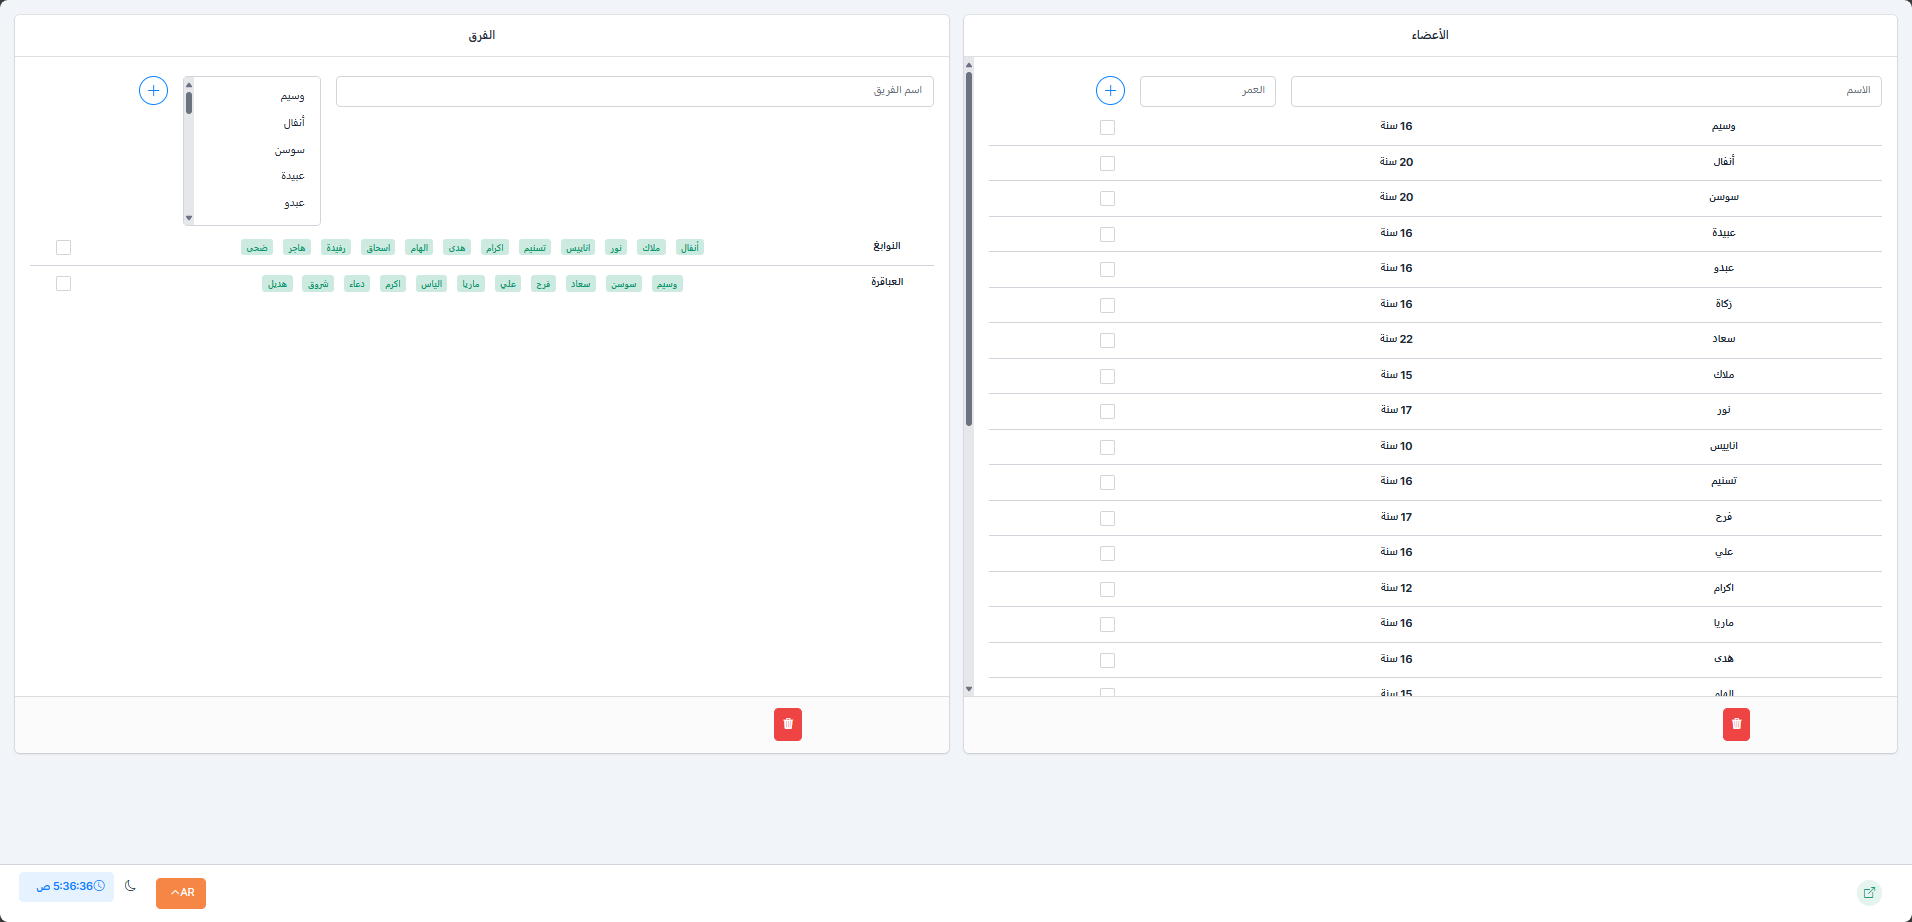 الأعضاء
الاسم
العمر
وسيم 16 سنة
أنفال 20 سنة
سوسن 20 سنة
عبيدة 16 سنة
عبدو 16 سنة
زكاة 16 سنة
سعاد 22 سنة
ملاك 15 سنة
نور 17 سنة
اناييس 10 سنة
تسنيم 16 سنة
فرح 17 سنة
علي 16 سنة
اكرام 12 سنة
ماريا 16 سنة
هدى 16 سنة
الهام 15 سنة
الفرق
اسم الفريق
وسيم
أنفال
سوسن
عبيدة
عبدو
النوابغ أنفال ملاك نور اناييس تسنيم اكرام هدى الهام اسحاق رفيدة هاجر ضحى
العباقرة وسيم سوسن سعاد فرح علي ماريا الياس اكرم دعاء شروق هديل
AR
5:36:36 ص